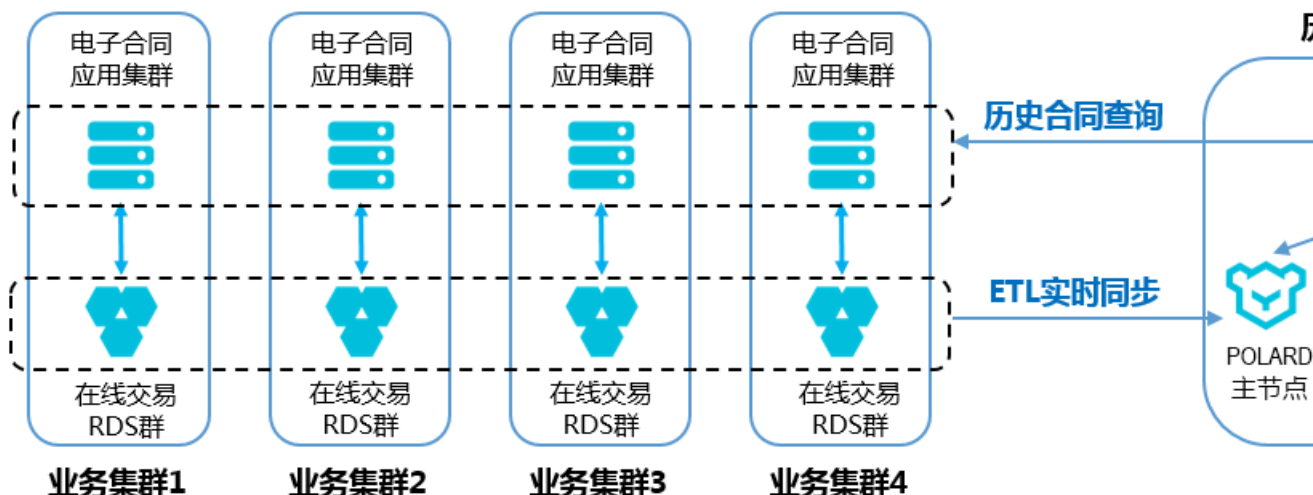 电子合同
应用集群
电子合同
应用集群
电子合同
应用集群
电子合同
应用集群
历史合同查询
ETL实时同步
POLARD
主节点
在线交易
RDS群
在线交易
RDS群
在线交易
RDS群
在线交易
RDS群
业务集群1
业务集群2
业务集群3
业务集群4